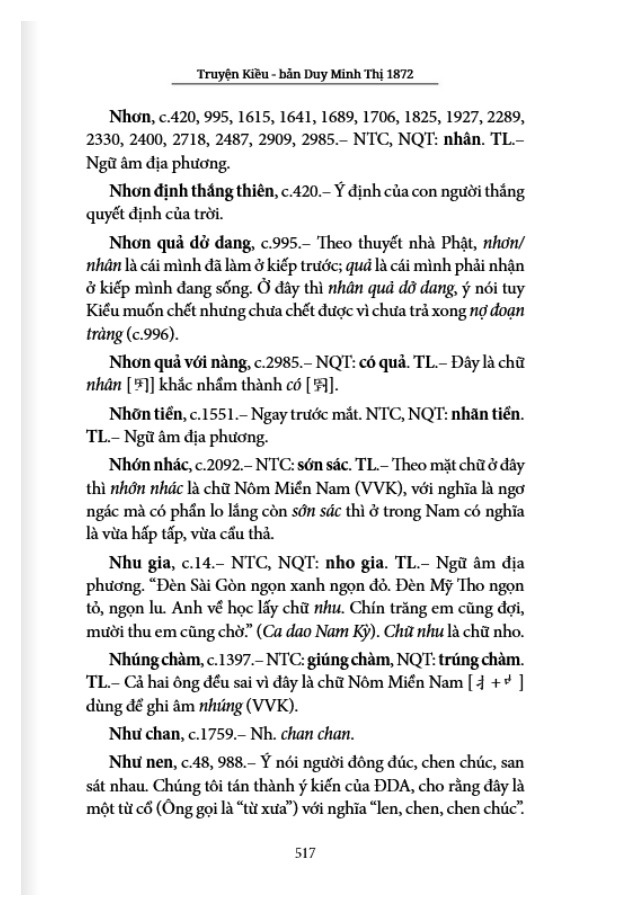 Truyện Kiều - bản Duy Minh Thị 1872
Nhơn, c.420, 995, 1615, 1641, 1689, 1706, 1825, 1927, 2289,
2330, 2400, 2718, 2487, 2909, 2985.– NTC, NQT: nhân. TL.–
Ngữ âm địa phương.
Nhơn định thắng thiên, c.420.– Ý định của con người thắng
quyết định của trời.
Nhơn quả dở dang, c.995.– Theo thuyết nhà Phật, nhơn/
nhân là cái mình đã làm ở kiếp trước; quả là cái mình phải nhận
ở kiếp mình đang sống. Ở đây thì nhân quả dở dang, ý nói tuy
Kiều muốn chết nhưng chưa chết được vì chưa trả xong nợ đoạn
tràng (c.996).
Nhơn quả với nàng, c.2985.– NQT: có quả. TL.– Đây là chữ
nhân [ ] khắc nhầm thành có [ ].
Nhỡn tiền, c.1551.– Ngay trước mắt. NTC, NQT: nhãn tiền.
TL.– Ngữ âm địa phương.
Nhớn nhác, c.2092.– NTC: sớn sác. TL.– Theo mặt chữ ở đây
thì nhớn nhác là chữ Nôm Miền Nam (VVK), với nghĩa là ngơ
ngác mà có phần lo lắng còn sớn sác thì ở trong Nam có nghĩa
là vừa hấp tấp, vừa cẩu thả.
Nhu gia, c.14.– NTC, NQT: nho gia. TL.– Ngữ âm địa
phương. “Đèn Sài Gòn ngọn xanh ngọn đỏ. Đèn Mỹ Tho ngọn
tỏ, ngọn lu. Anh về học lấy chữ nhu. Chín trăng em cũng đợi,
mười thu em cũng chờ.” (Ca dao Nam Kỳ). Chữ nhu là chữ nho.
Nhúng chàm, c.1397.– NTC: giúng chàm, NQT: trúng chàm.
TL.– Cả hai ông đều sai vì đây là chữ Nôm Miền Nam [ + ]
dùng để ghi âm nhúng (VVK).
Như chan, c.1759.– Nh. chan chan.
Như nen, c.48, 988.– Ý nói người đông đúc, chen chúc, san
sát nhau. Chúng tôi tán thành ý kiến của ĐDA, cho rằng đây là
một từ cổ (Ông gọi là “từ xưa”) với nghĩa “len, chen, chen chúc”.
517